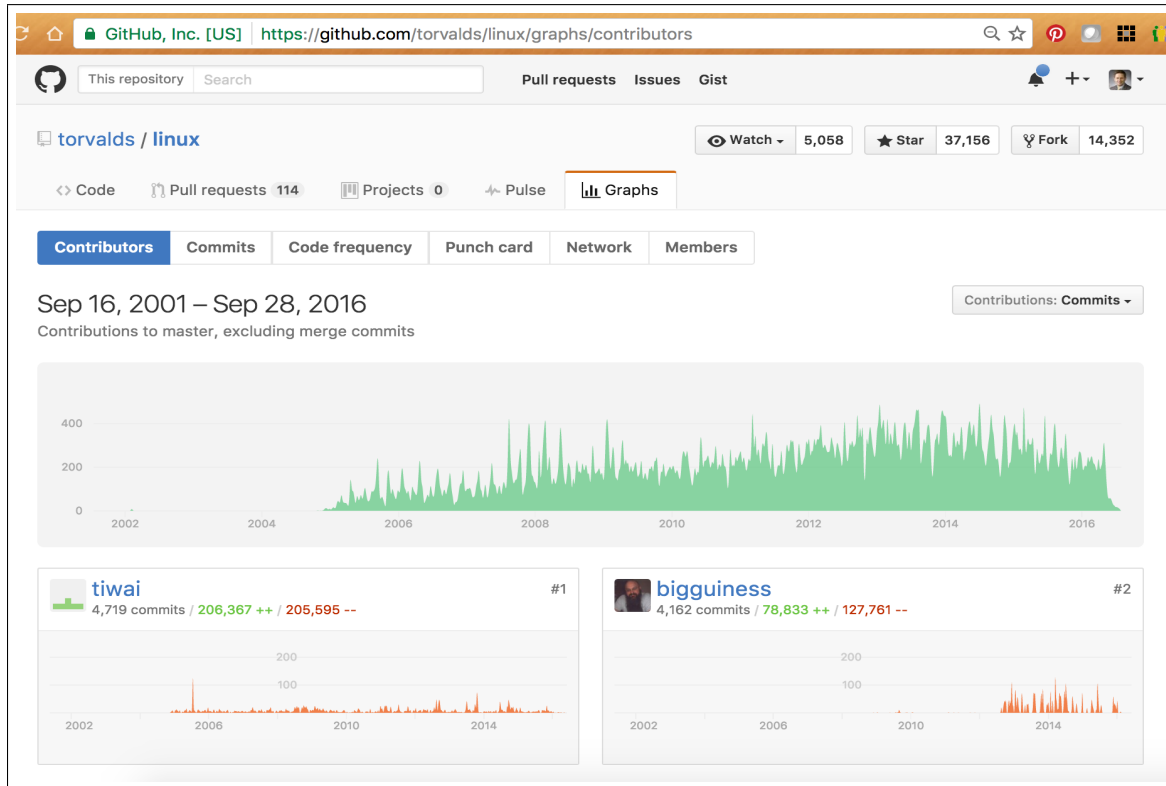 GitHub, Inc. [US] https://github.com/torvalds/linux/graphs/contributors
This repository Search Pull requests Issues Gist
torvalds / linux Watch 5,058 Star 37,156 Fork 14,352
<> Code Pull requests 114 Projects 0 Pulse Graphs
Contributors Commits Code frequency Punch card Network Members
Sep 16, 2001 – Sep 28, 2016 Contributions: Commits
Contributions to master, excluding merge commits
400
200
0
2002 2004 2006 2008 2010 2012 2014 2016
tiwai #1
4,719 commits / 206,367 ++ / 205,595 --
200
100
2002 2006 2010 2014
bigguiness #2
4,162 commits / 78,833 ++ / 127,761 --
200
100
2002 2006 2010 2014